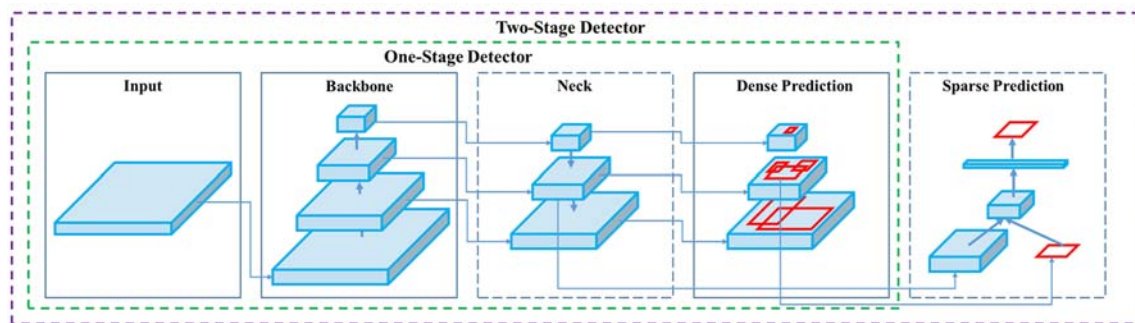 Two-Stage Detector
One-Stage Detector
Input
Backbone
Neck
Dense Prediction
Sparse Prediction